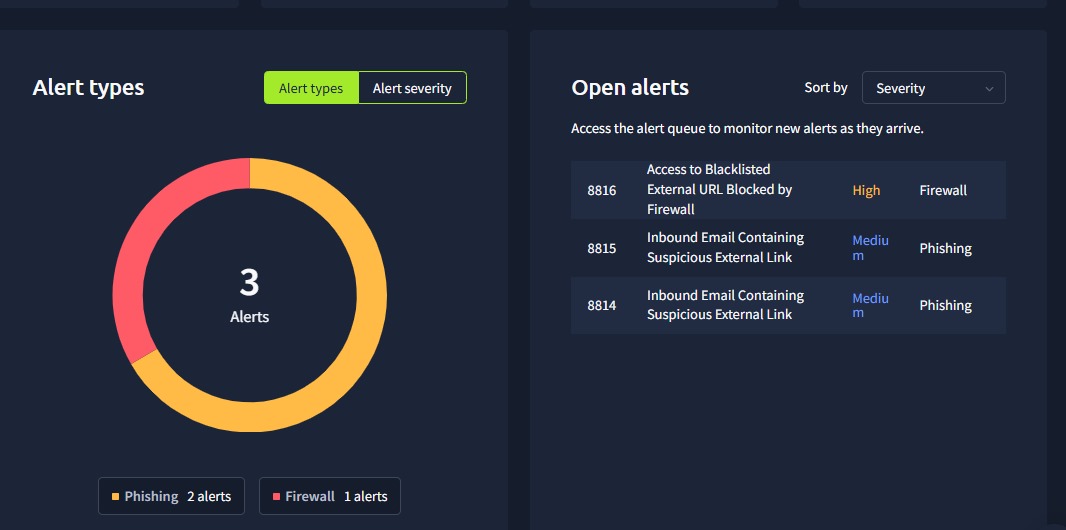 Alert types
Alert types
Alert severity
3
Alerts
Phishing 2 alerts
Firewall 1 alerts
Open alerts
Sort by
Severity
Access the alert queue to monitor new alerts as they arrive.
8816
Access to Blacklisted
External URL Blocked by
Firewall
High
Firewall
8815
Inbound Email Containing
Suspicious External Link
Mediu
m
Phishing
8814
Inbound Email Containing
Suspicious External Link
Mediu
m
Phishing